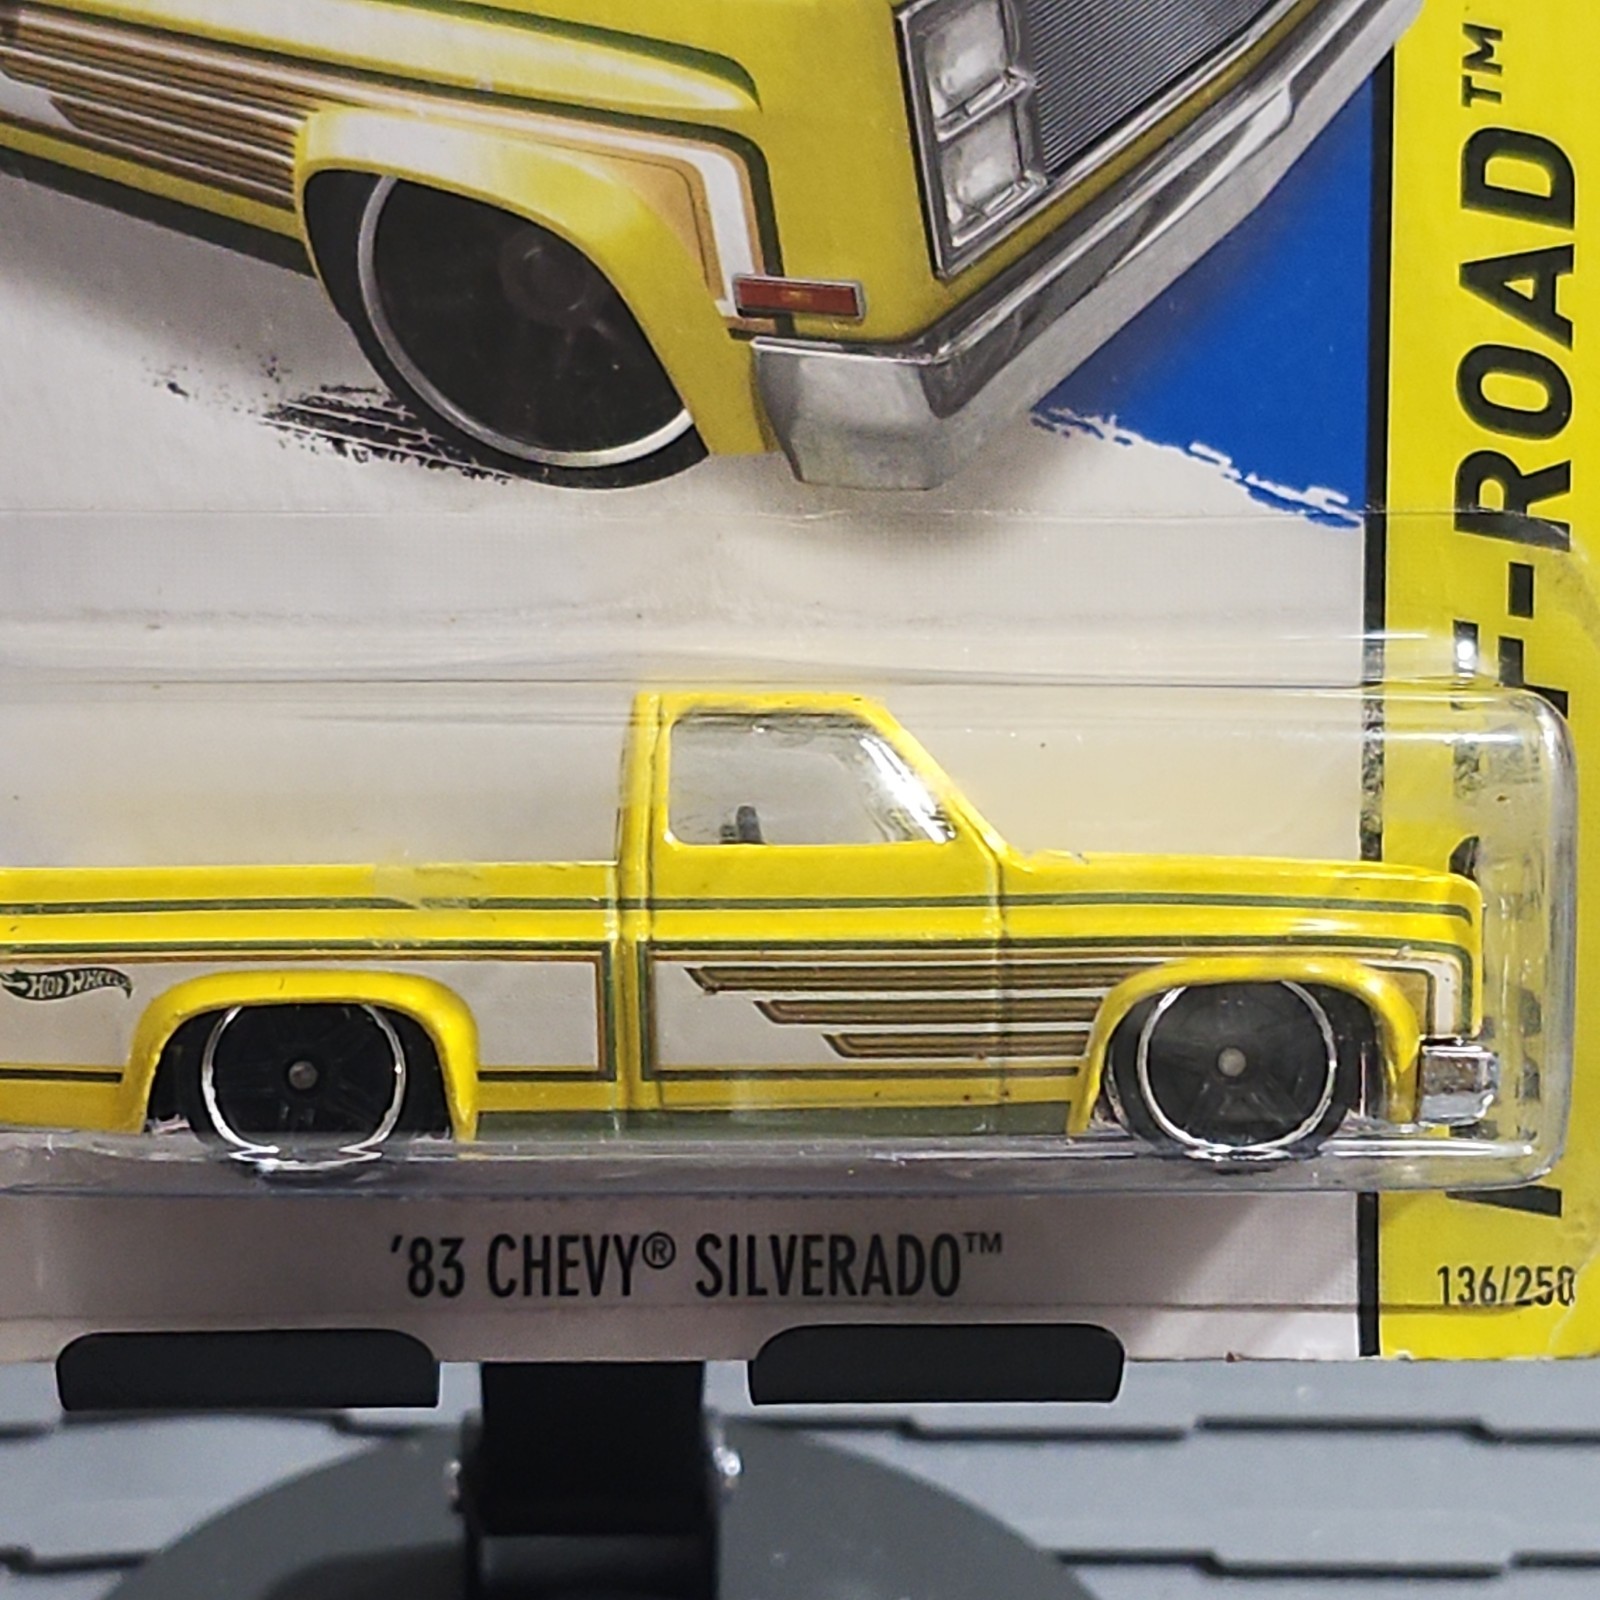 -ROAD™
HOT WHEELS
'83 CHEVY® SILVERADO™
136/250